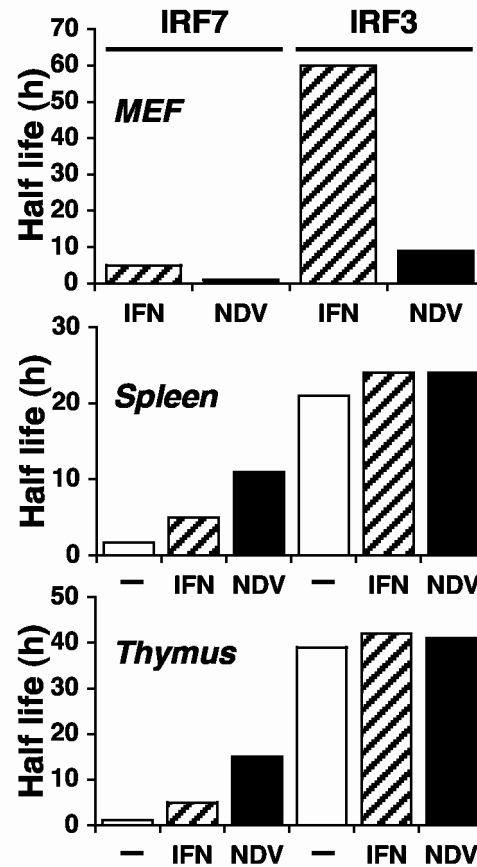 IRF7 IRF3
Half life (h)
70
60
50
40
30
20
10
0
MEF
IFN NDV IFN NDV
Half life (h)
30
20
10
0
Spleen
– IFN NDV – IFN NDV
Half life (h)
50
40
30
20
10
0
Thymus
– IFN NDV – IFN NDV